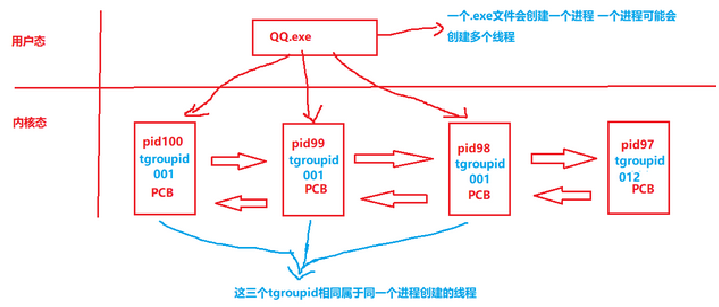 一个.exe文件会创建一个进程 一个进程可能会
创建多个线程
用户态
QQ.exe
内核态
pid100
tgroupid
001
PCB
pid99
tgroupid
001
PCB
pid98
tgroupid
001
PCB
pid97
tgroupid
012
PCB
这三个tgroupid相同属于同一个进程创建的线程